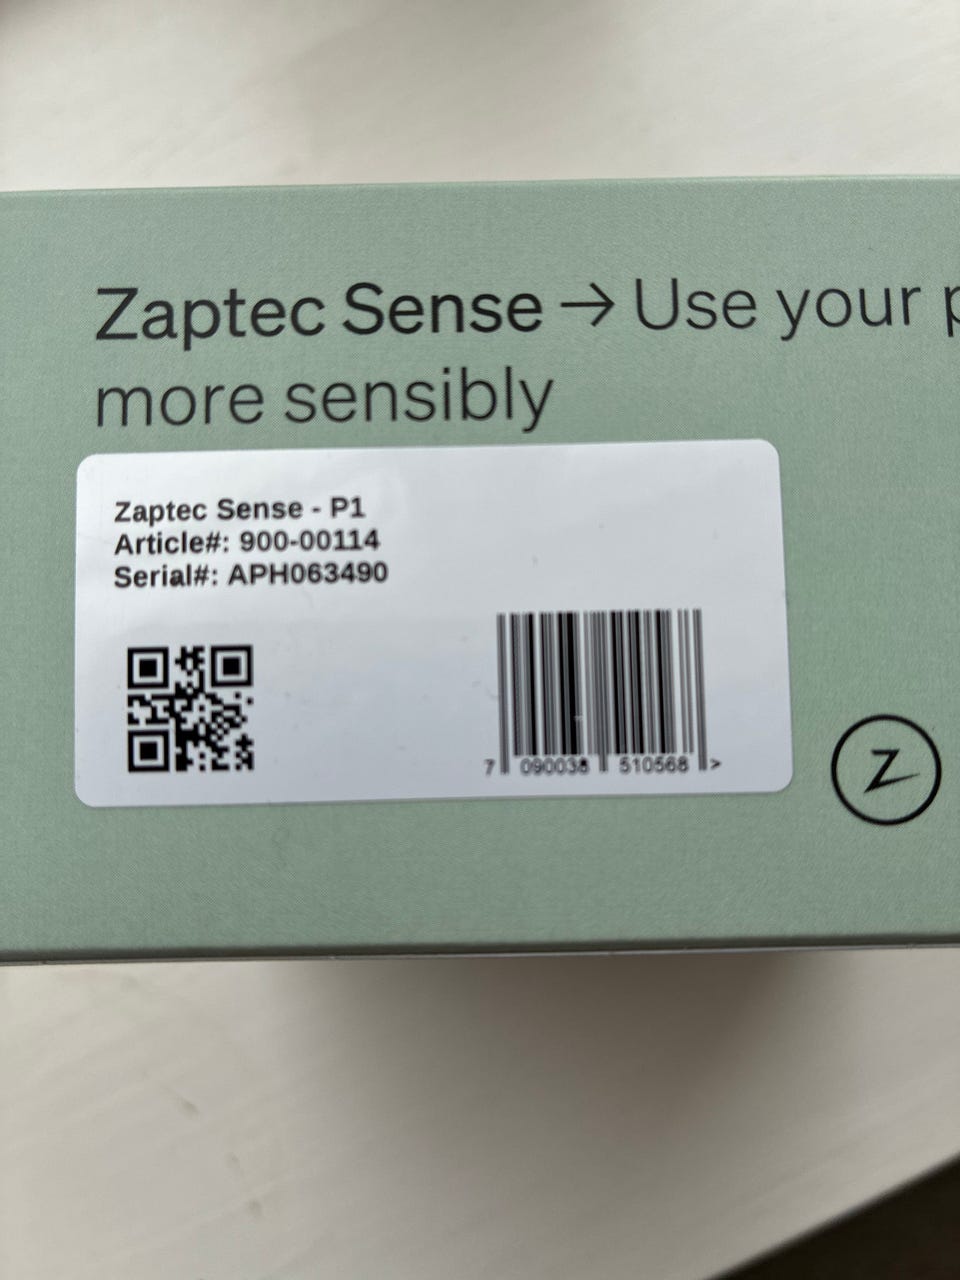 Zaptec Sense → Use your p
more sensibly
Zaptec Sense - P1
Article#: 900-00114
Serial#: APH063490
7 090038 510568 >
Z